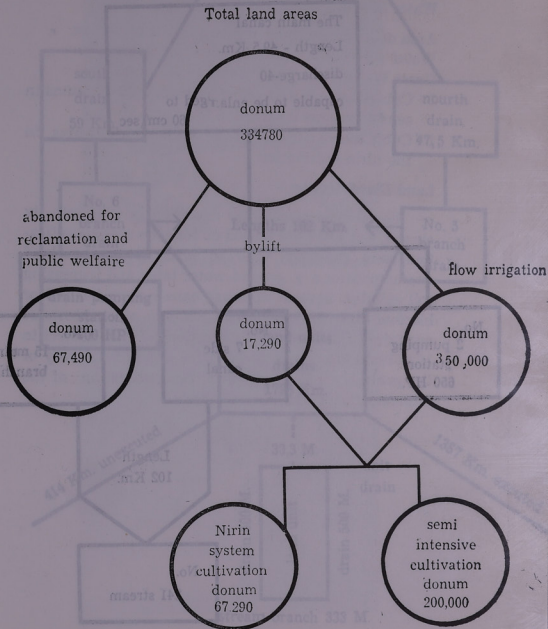 Total land areas
donum
334780
abandoned for
reclamation and
public welfaire
bylift
flow irrigation
donum
67,490
donum
17,290
donum
350,000
Nirin
system
cultivation
donum
67.290
semi
intensive
cultivation
donum
200,000